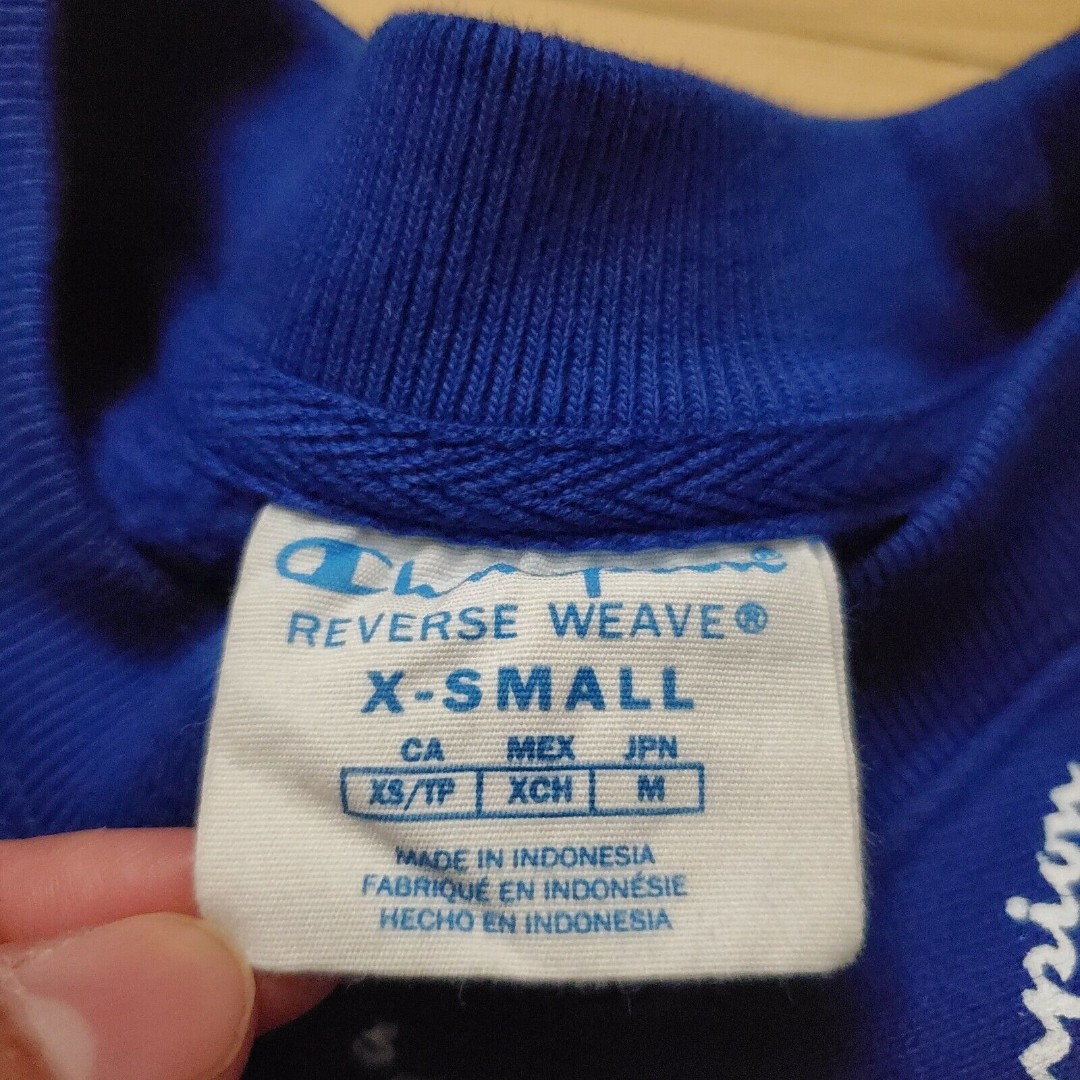 Champion®
REVERSE WEAVE®
X-SMALL
CA MEX JPN
XS/TP XCH M
MADE IN INDONESIA
FABRIQUÉ EN INDONÉSIE
HECHO EN INDONESIA